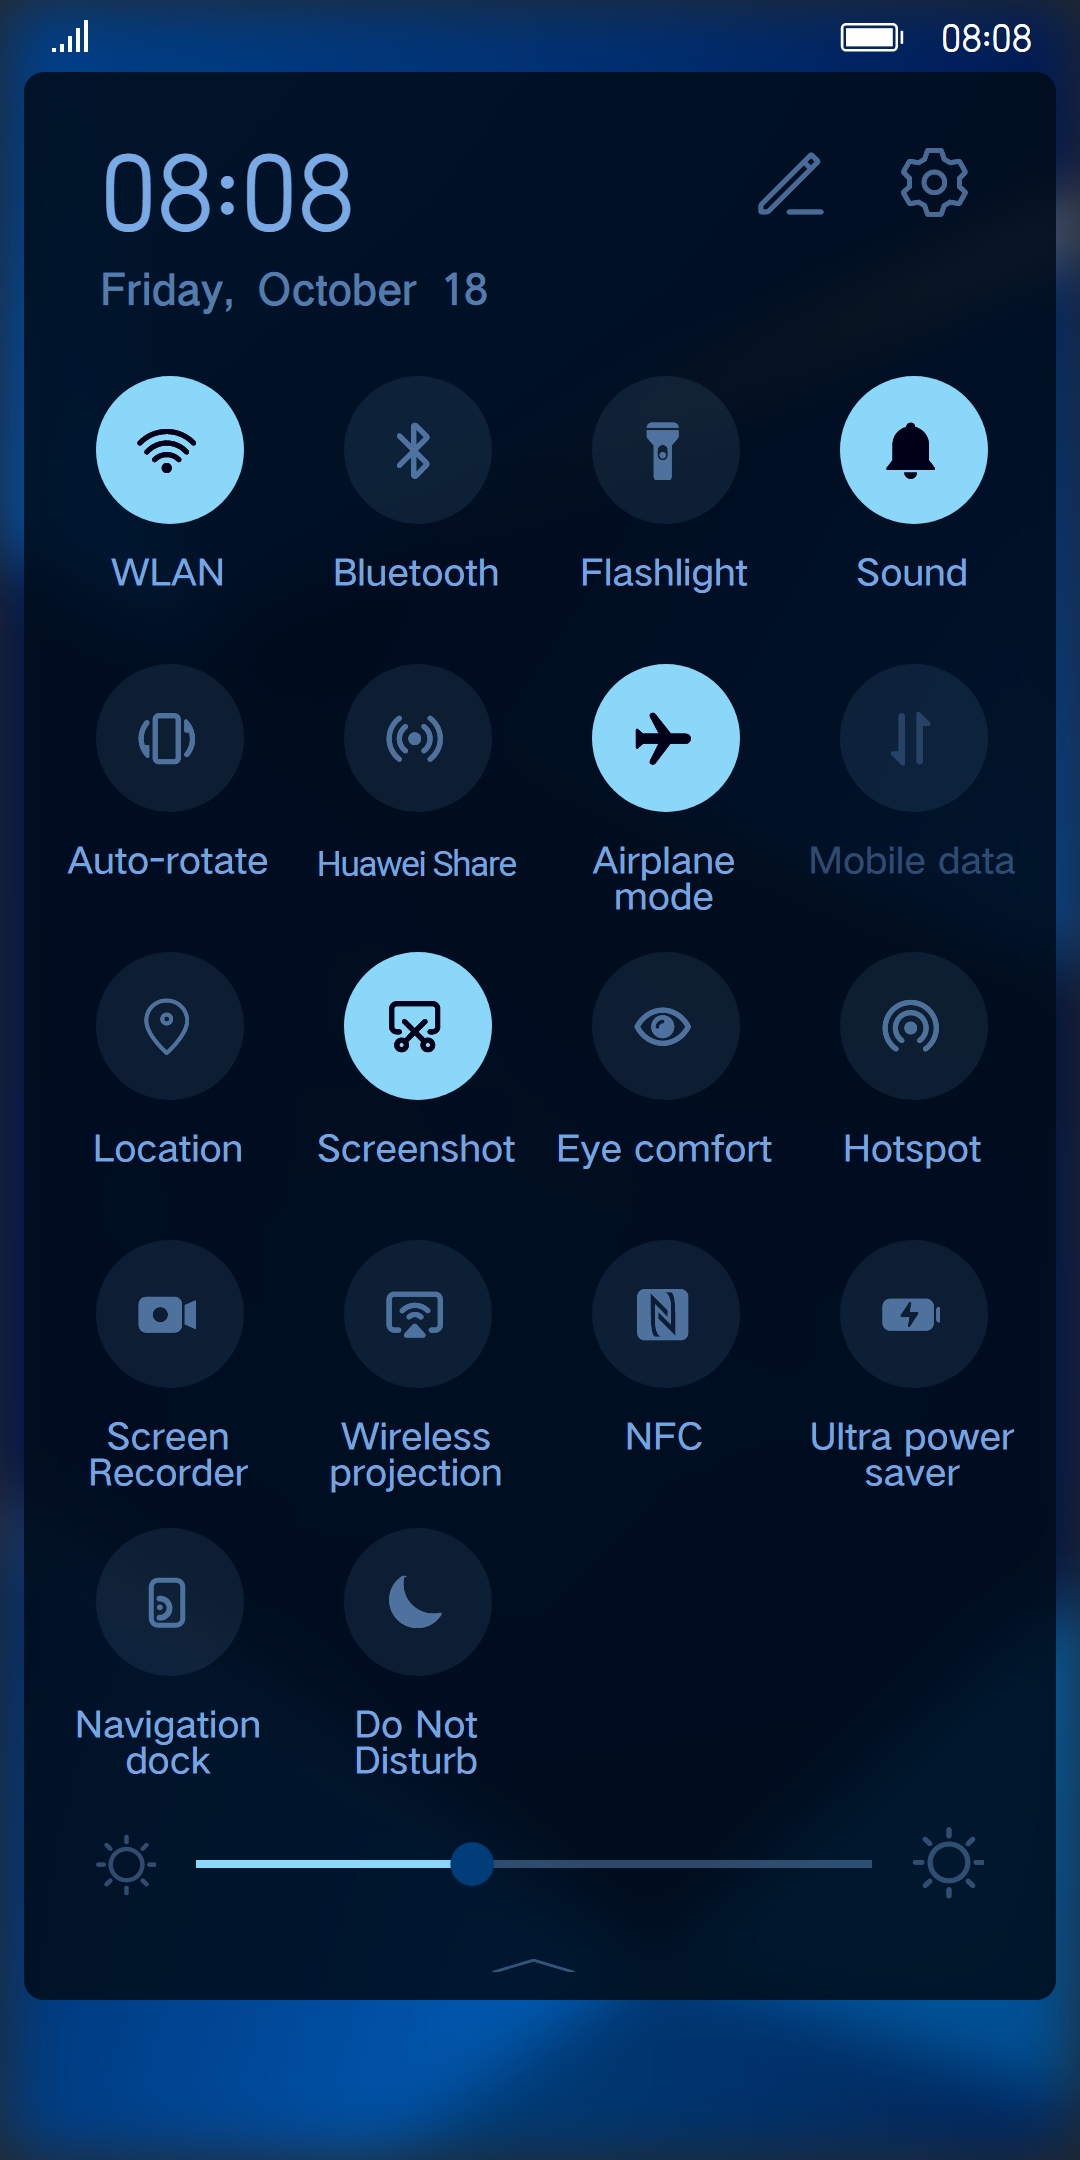 08:08
08:08
Friday, October 18
WLAN
Bluetooth
Flashlight
Sound
Auto-rotate
Huawei Share
Airplane
mode
Mobile data
Location
Screenshot
Eye comfort
Hotspot
Screen
Recorder
Wireless
projection
NFC
Ultra power
saver
Navigation
dock
Do Not
Disturb